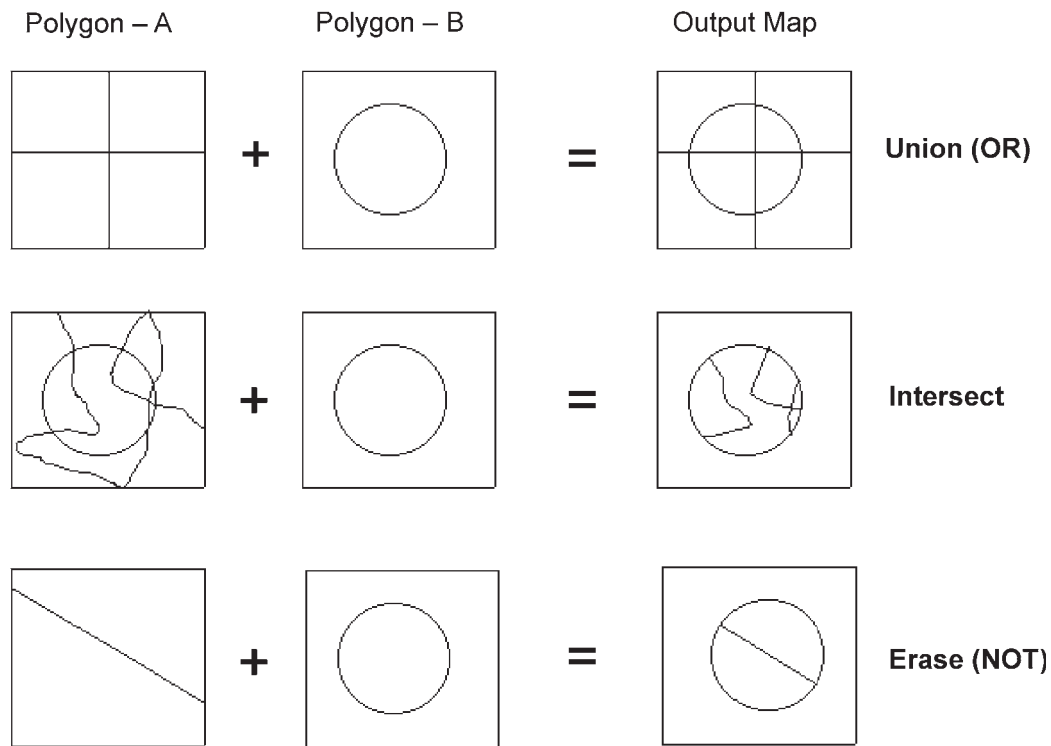 Polygon – A
Polygon – B
Output Map
+
=
Union (OR)
+
=
Intersect
+
=
Erase (NOT)